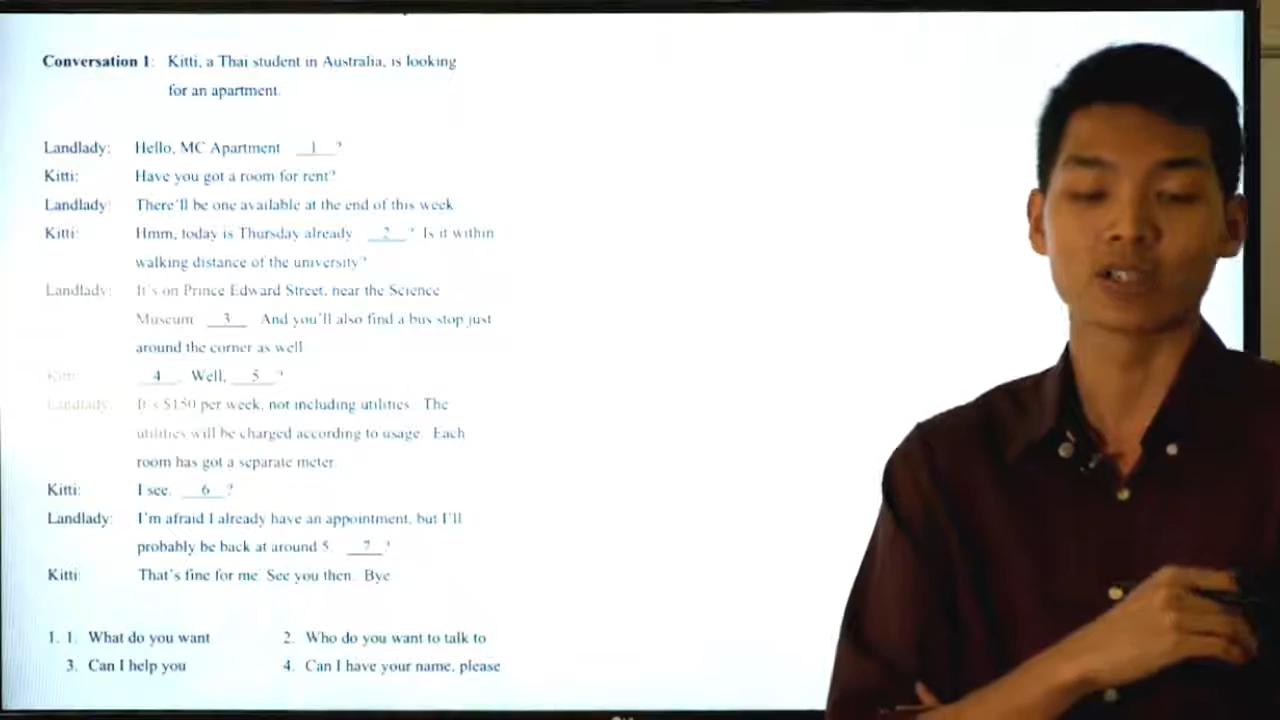 Conversation 1: Kitti, a Thai student in Australia, is looking
for an apartment.
Landlady: Hello, MC Apartment __1__?
Kitti: Have you got a room for rent?
Landlady: There'll be one available at the end of this week
Kitti: Hmm, today is Thursday already __2__? Is it within
walking distance of the university?
Landlady: It's on Prince Edward Street, near the Science
Museum __3__ And you'll also find a bus stop just
around the corner as well
Kitti: __4__. Well, __5__?
Landlady: It's $150 per week, not including utilities. The
utilities will be charged according to usage. Each
room has got a separate meter.
Kitti: I see. __6__?
Landlady: I'm afraid I already have an appointment, but I'll
probably be back at around 5. __7__?
Kitti: That's fine for me. See you then. Bye
1. 1. What do you want 2. Who do you want to talk to
3. Can I help you 4. Can I have your name, please